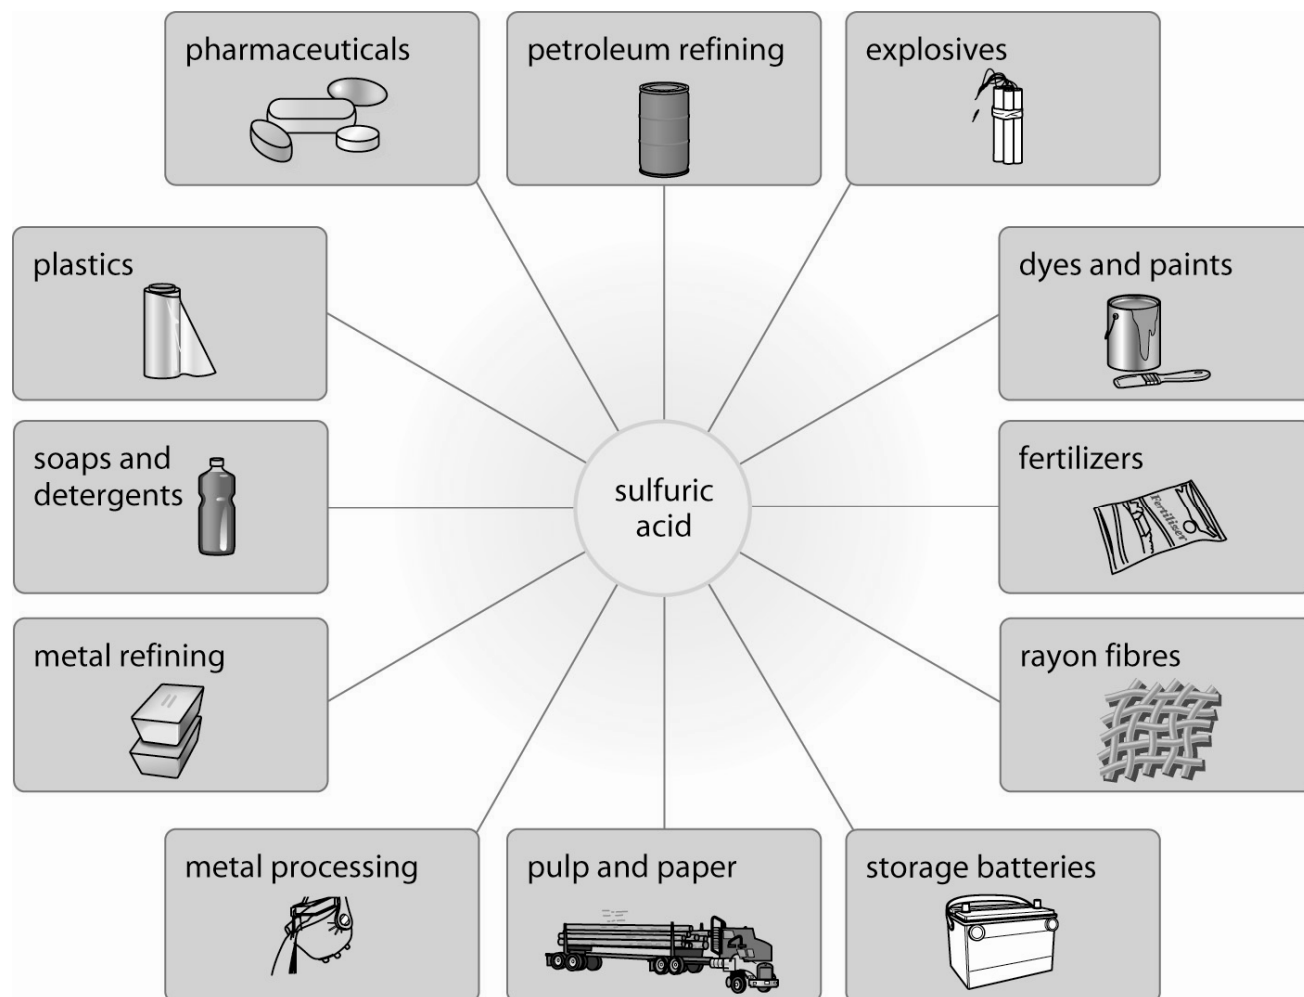 pharmaceuticals
petroleum refining
explosives
plastics
dyes and paints
soaps and
detergents
sulfuric
acid
fertilizers
Fertiliser
metal refining
rayon fibres
metal processing
pulp and paper
storage batteries